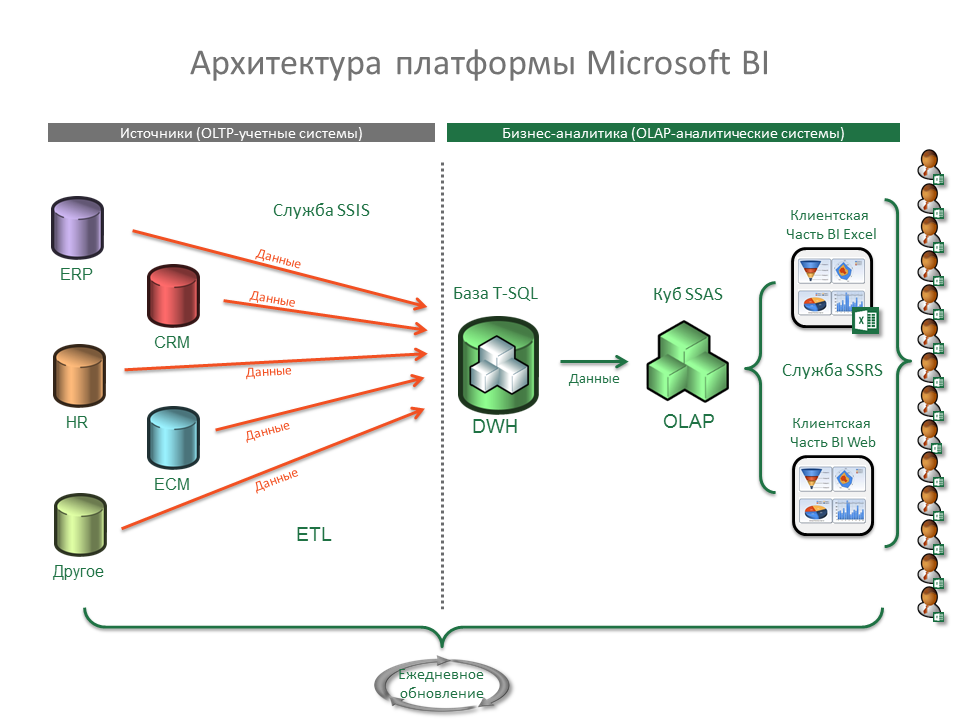 Архитектура платформы Microsoft BI
Источники (OLTP-учетные системы)
Бизнес-аналитика (OLAP-аналитические системы)
Служба SSIS
ERP
Данные
CRM
Данные
HR
Данные
ECM
Данные
Другое
Данные
ETL
База T-SQL
DWH
Данные
Куб SSAS
OLAP
Клиентская
Часть BI Excel
Служба SSRS
Клиентская
Часть BI Web
Ежедневное
обновление